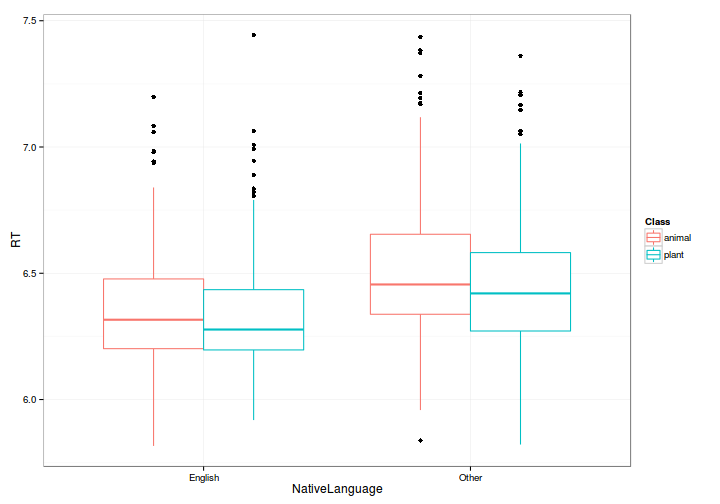 7.5
7.0
6.5
6.0
RT
English
Other
NativeLanguage
Class
animal
plant